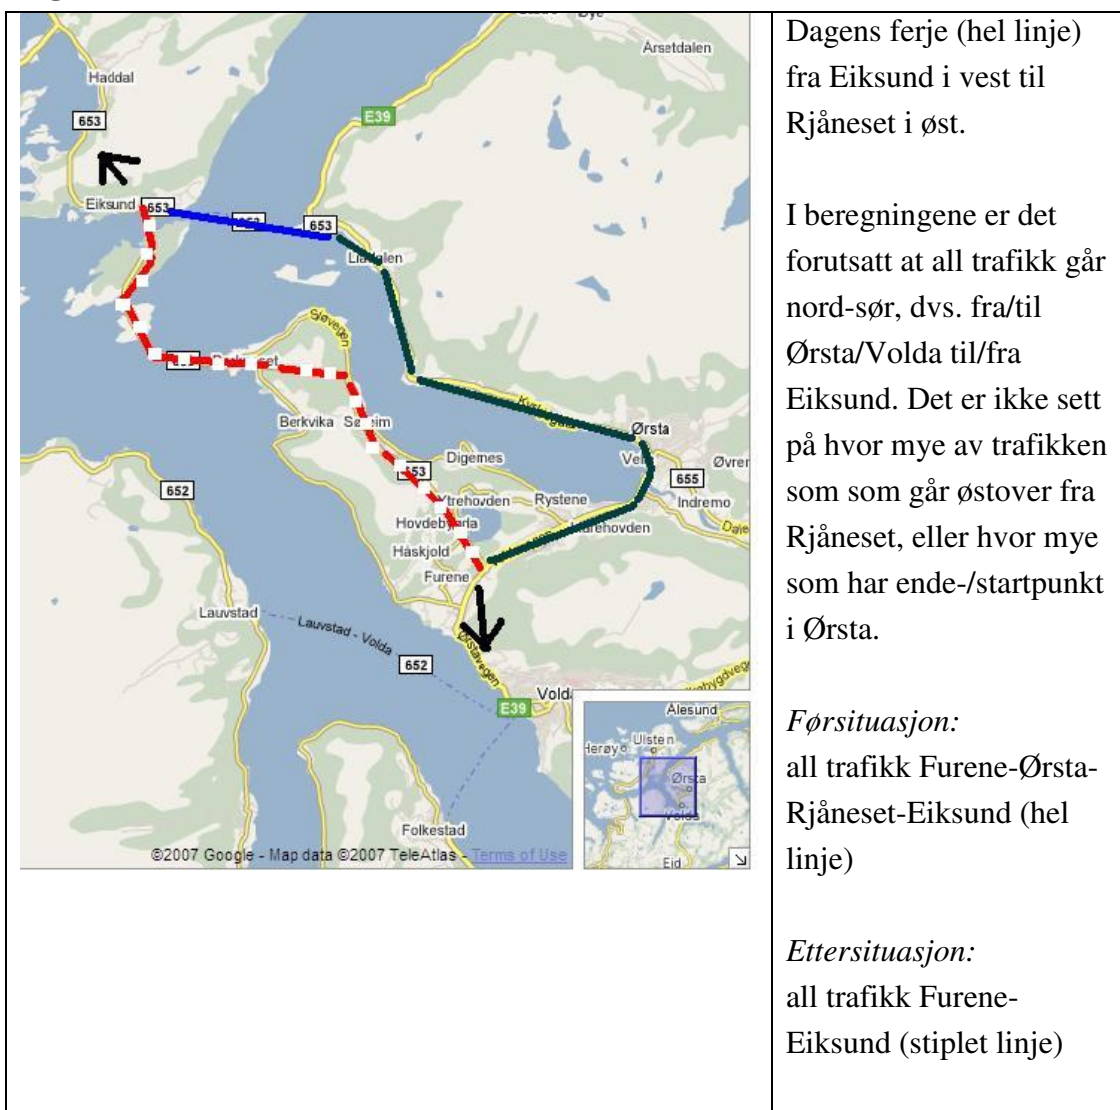 Arsetdalen
Haddal
653
E39
Eiksund
653
653
Liadalen
Sløvegen
Berkvika
Digernes
Ørsta
Øvre
655
Indremo
Dale
652
Ytrehovden
Rystene
Hovdebygda
Håskjold
Furene
Lauvstad
Lauvstad - Volda
652
Ørstavegen
Volda
E39
Folkestad
©2007 Google - Map data ©2007 TeleAtlas - Terms of Use
Alesund
Ulsten
Herøy
Ørsta
Volda
Eid
Dagens ferje (hel linje)
fra Eiksund i vest til
Rjåneset i øst.
I beregningene er det
forutsatt at all trafikk går
nord-sør, dvs. fra/til
Ørsta/Volda til/fra
Eiksund. Det er ikke sett
på hvor mye av trafikken
som som går østover fra
Rjåneset, eller hvor mye
som har ende-/startpunkt
i Ørsta.
Førsituasjon:
all trafikk Furene-Ørsta-
Rjåneset-Eiksund (hel
linje)
Ettersituasjon:
all trafikk Furene-
Eiksund (stiplet linje)